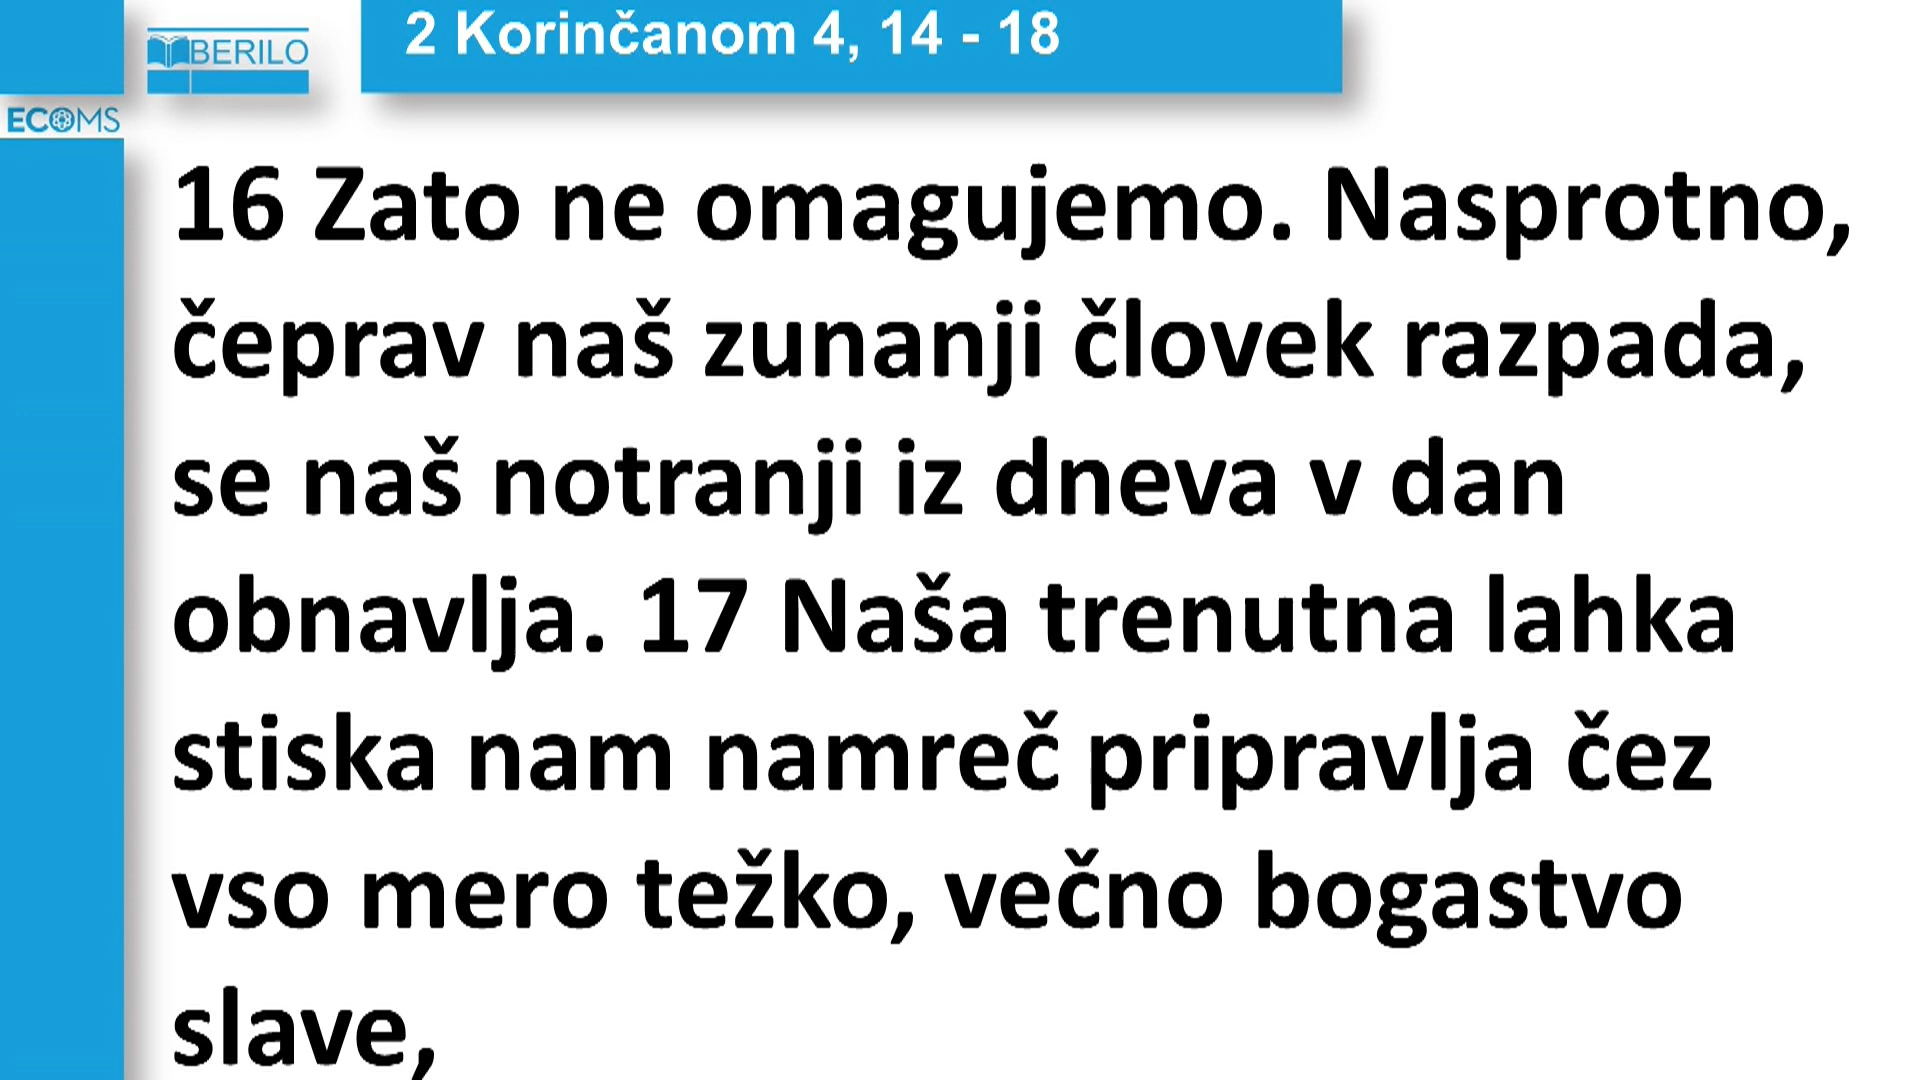 2 Korinčanom 4, 14 - 18
BERILO
ECOMS
16 Zato ne omagujemo. Nasprotno,
čeprav naš zunanji človek razpada,
se naš notranji iz dneva v dan
obnavlja. 17 Naša trenutna lahka
stiska nam namreč pripravlja čez
vso mero težko, večno bogastvo
slave,